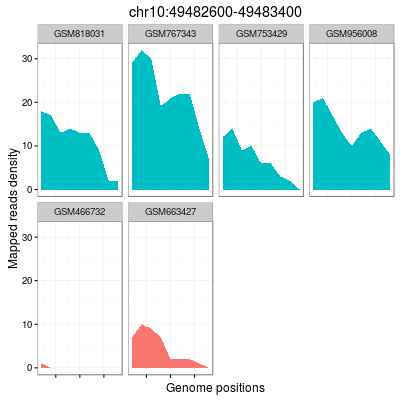 chr10:49482600-49483400
GSM818031 GSM767343 GSM753429 GSM956008
30
20
10
0
GSM466732 GSM663427
30
20
10
0
Mapped reads density
Genome positions